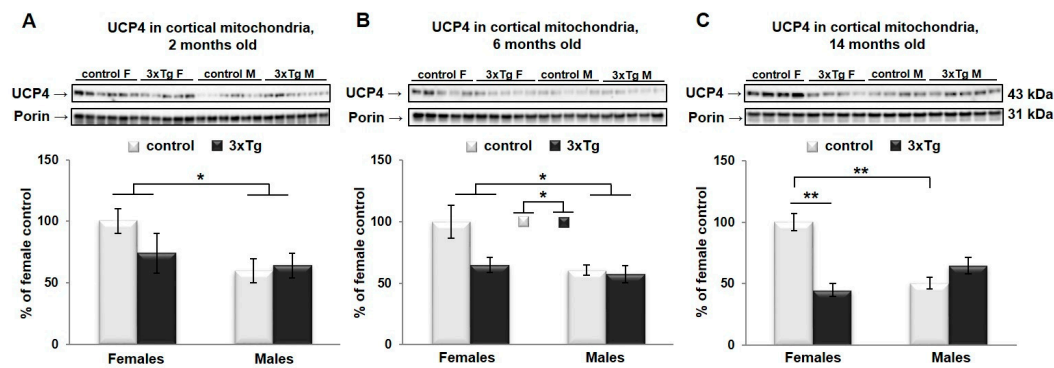 A
UCP4 in cortical mitochondria,
2 months old
control F 3xTg F control M 3xTg M
UCP4 →
Porin →
control 3xTg
*
% of female control
150
100
50
0
Females Males
B
UCP4 in cortical mitochondria,
6 months old
control F 3xTg F control M 3xTg M
UCP4 →
Porin →
control 3xTg
*
*
% of female control
150
100
50
0
Females Males
C
UCP4 in cortical mitochondria,
14 months old
control F 3xTg F control M 3xTg M
UCP4 → 43 kDa
Porin → 31 kDa
control 3xTg
**
**
% of female control
150
100
50
0
Females Males